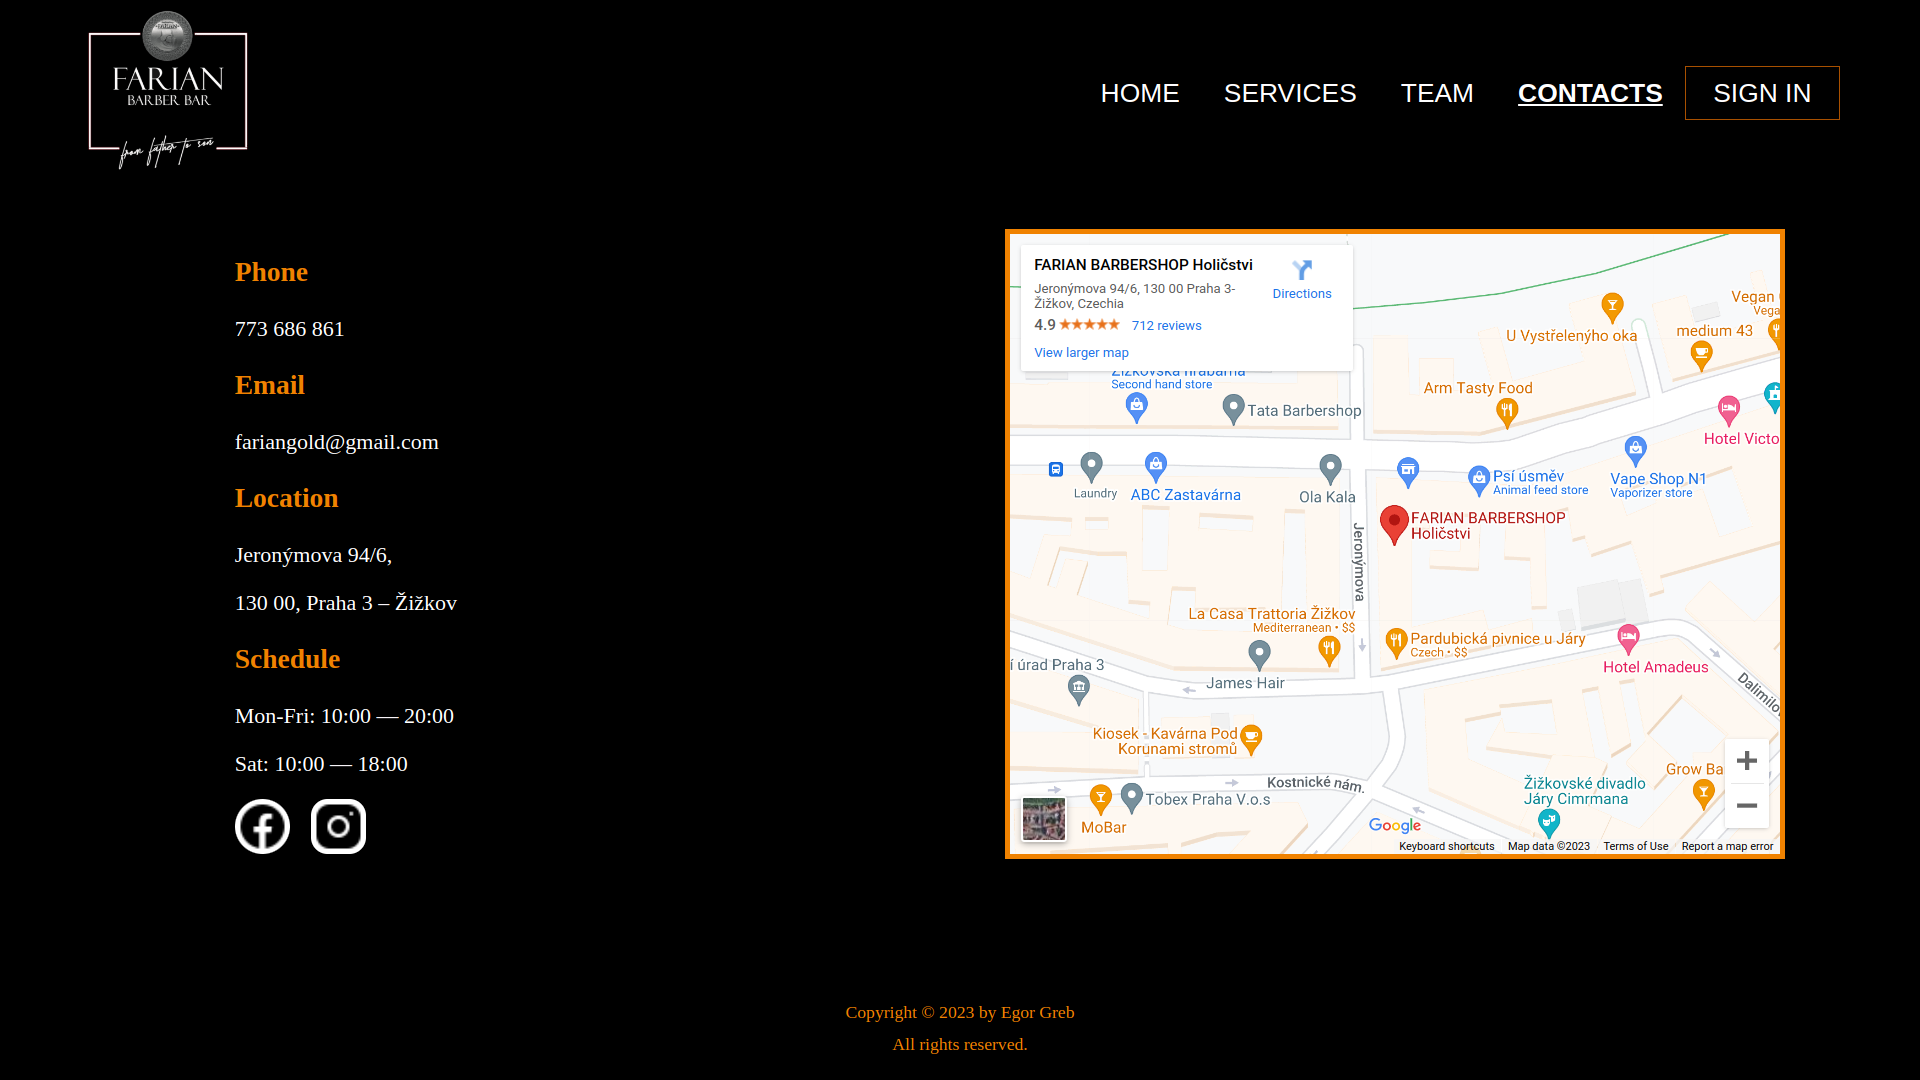 FARIAN
BARBER BAR
from father to son
HOME
SERVICES
TEAM
CONTACTS
SIGN IN
Phone
773 686 861
Email
fariangold@gmail.com
Location
Jeronýmova 94/6,
130 00, Praha 3 – Žižkov
Schedule
Mon-Fri: 10:00 — 20:00
Sat: 10:00 — 18:00
FARIAN BARBERSHOP Holičstvi
Jeronýmova 94/6, 130 00 Praha 3-
Žižkov, Czechia
4.9
712 reviews
View larger map
Directions
Second hand store
Tata Barbershop
U Vystřelenýho oka
Vegan
medium 43
Arm Tasty Food
Hotel Victo
Laundry
ABC Zastavárna
Ola Kala
Psí úsměv
Animal feed store
Vape Shop N1
Vaporizer store
FARIAN BARBERSHOP
Holičstvi
Jeronýmova
La Casa Trattoria Žižkov
Mediterranean • $$
Pardubická pivnice u Járy
Czech • $$
í úrad Praha 3
James Hair
Hotel Amadeus
Dalimilo
Kiosek - Kavárna Pod
Korunami stromů
Kostnické nám.
Tobex Praha V.o.s
MoBar
Žižkovské divadlo
Járy Cimrmana
Grow Ba
Google
Keyboard shortcuts
Map data ©2023
Terms of Use
Report a map error
Copyright © 2023 by Egor Greb
All rights reserved.